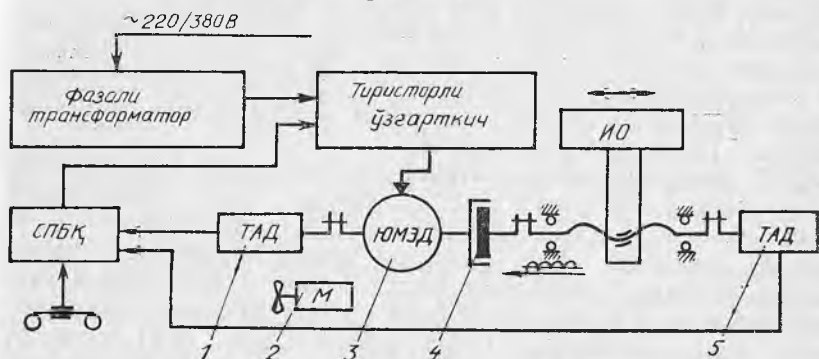 ~220/380В
Фазали
трансформатор
Тиристорли
ўзгарткич
ИО
СПБҚ
ТАД
ЮМЭД
ТАД
М
1 2 3 4 5